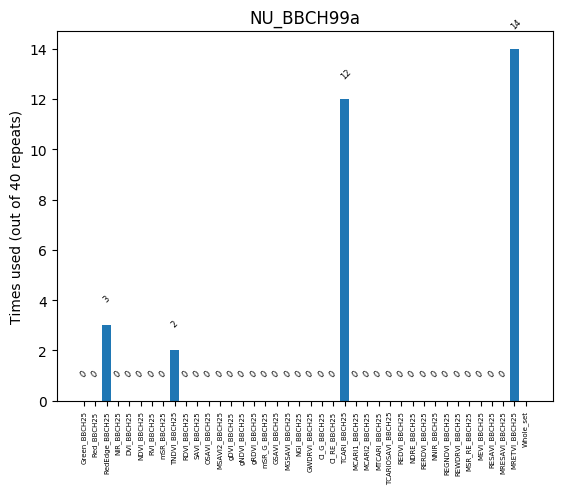 NU_BBCH99a
Times used (out of 40 repeats)
14
12
10
8
6
4
2
0
0
0
3
0
0
0
0
0
2
0
0
0
0
0
0
0
0
0
0
0
0
0
0
12
0
0
0
0
0
0
0
0
0
0
0
0
0
0
14
Green_BBCH25
Red_BBCH25
RedEdge_BBCH25
NIR_BBCH25
DVI_BBCH25
NDVI_BBCH25
RVI_BBCH25
mSR_BBCH25
TNDVI_BBCH25
RDVI_BBCH25
SAVI_BBCH25
OSAVI_BBCH25
MSAVI2_BBCH25
gDVI_BBCH25
gNDVI_BBCH25
gRDVI_BBCH25
mSR_G_BBCH25
GSAVI_BBCH25
MGSAVI_BBCH25
NGI_BBCH25
GWDRVI_BBCH25
CI_G_BBCH25
CI_RE_BBCH25
TCARI_BBCH25
MCARI1_BBCH25
MCARI2_BBCH25
MTCARI_BBCH25
TCARIOSAVI_BBCH25
REDVI_BBCH25
NDRE_BBCH25
RERDVI_BBCH25
NNIR_BBCH25
REGNDVI_BBCH25
REWDRVI_BBCH25
MSR_RE_BBCH25
MEVI_BBCH25
RESAVI_BBCH25
MRESAVI_BBCH25
MRETVI_BBCH25
Whole_set